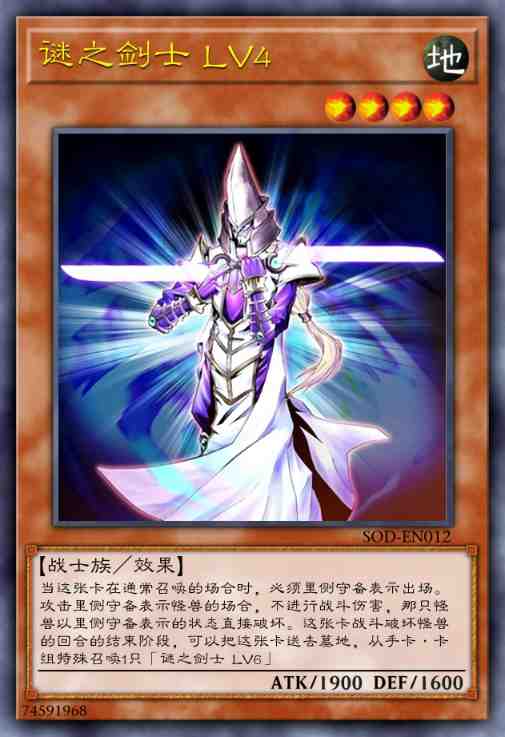 谜之剑士 LV4
地
SOD-EN012
【战士族／效果】
当这张卡在通常召唤的场合时，必须里侧守备表示出场。
攻击里侧守备表示怪兽的场合，不进行战斗伤害，那只怪
兽以里侧守备表示的状态直接破坏。这张卡战斗破坏怪兽
的回合的结束阶段，可以把这张卡送去墓地，从手卡·卡
组特殊召唤1只「谜之剑士 LV6」
ATK/1900 DEF/1600
74591968